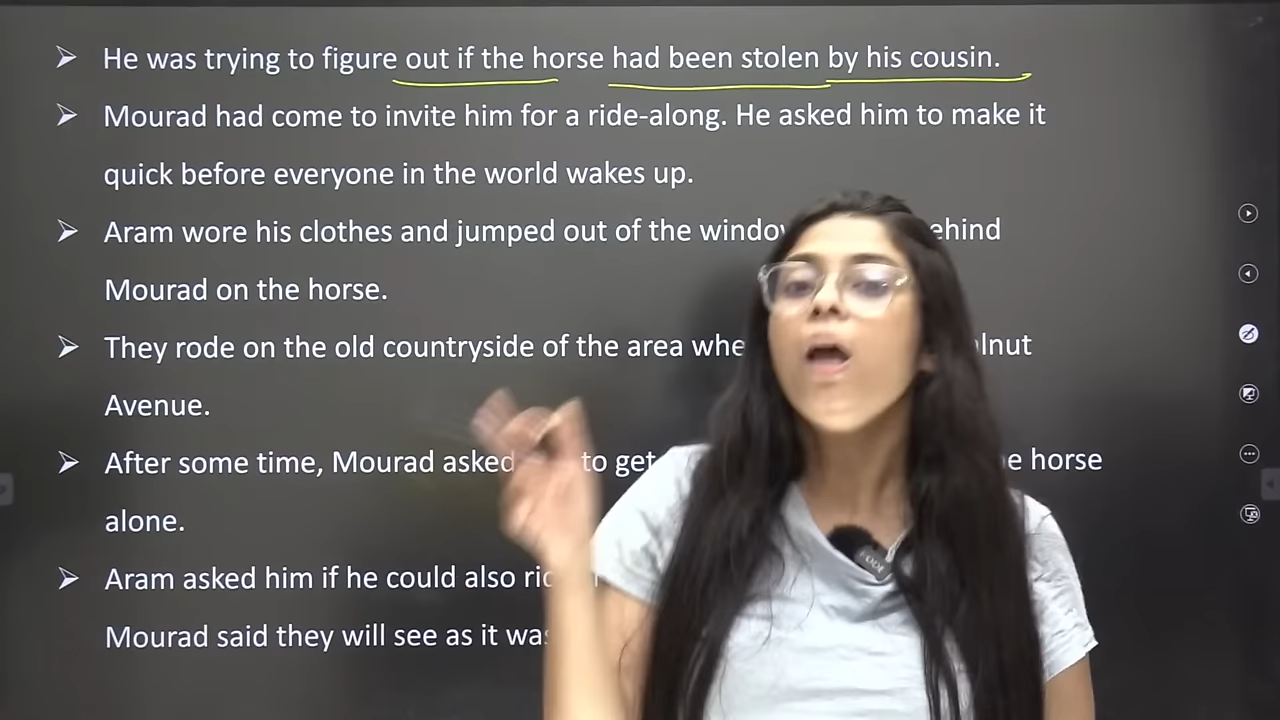 ➢ He was trying to figure out if the horse had been stolen by his cousin.
➢ Mourad had come to invite him for a ride-along. He asked him to make it
quick before everyone in the world wakes up.
➢ Aram wore his clothes and jumped out of the
Mourad on the horse.
➢ They rode on the old countryside of the area
Avenue.
➢ After some time, Mourad asked to get horse
alone.
➢ Aram asked him if he could also
Mourad said they will see as it